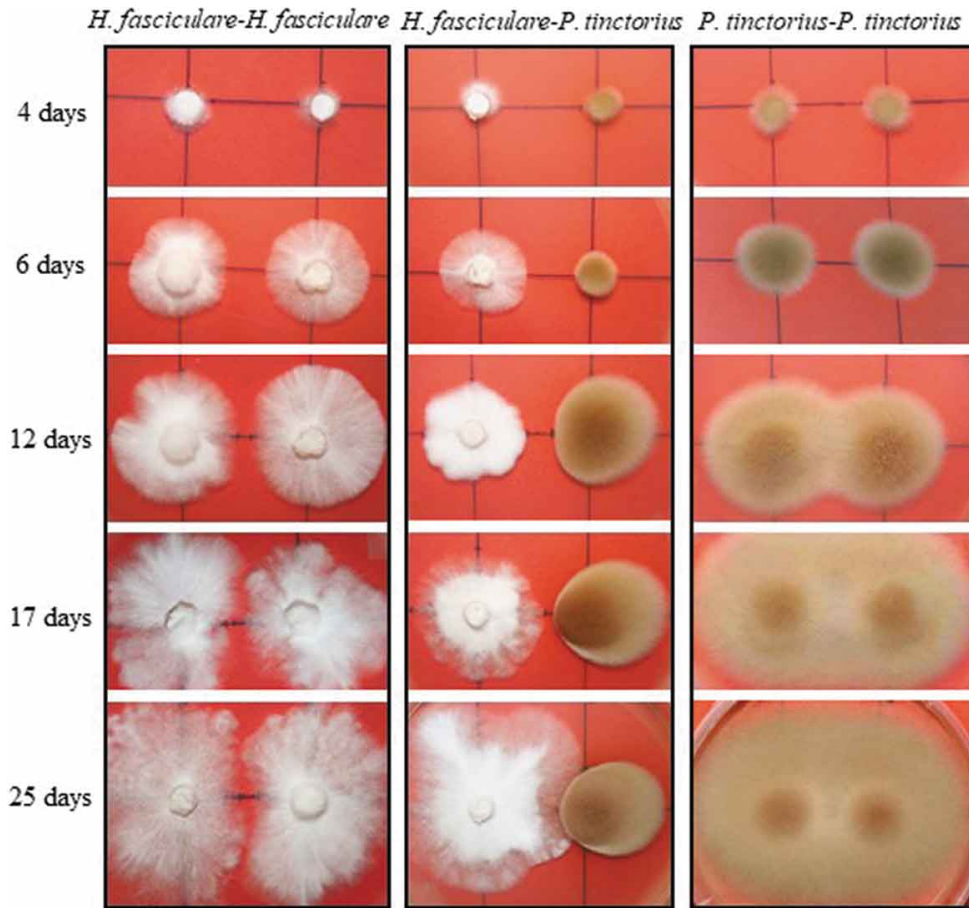 H. fasciculare-H. fasciculare H. fasciculare-P. tinctorius P. tinctorius-P. tinctorius
4 days
6 days
12 days
17 days
25 days